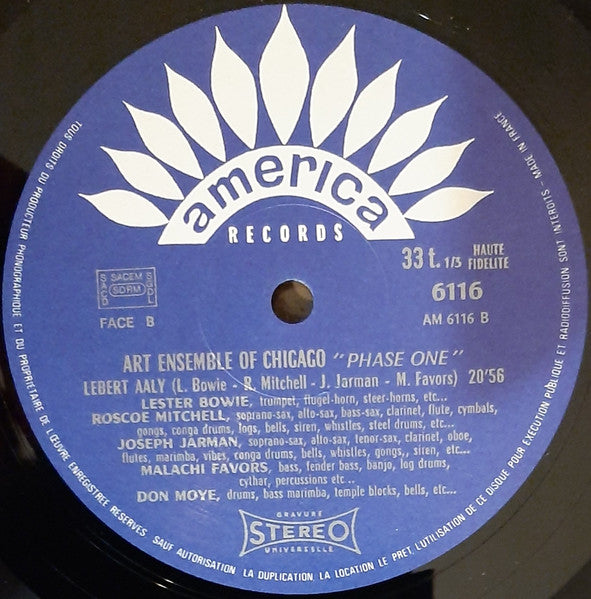 america
RECORDS
33 t. 1/3 HAUTE FIDELITE
SACEM SACD SDRM SGDL
FACE B
6116
AM 6116 B
ART ENSEMBLE OF CHICAGO "PHASE ONE"
LEBERT AALY (L. Bowie - R. Mitchell - J. Jarman - M. Favors) 20'56
LESTER BOWIE, trumpet, flugel-horn, steer-horns, etc...
ROSCOE MITCHELL, soprano-sax, alto-sax, bass-sax, clarinet, flute, cymbals,
gongs, conga drums, logs, bells, siren, whistles, steel drums, etc...
JOSEPH JARMAN, soprano-sax, alto-sax, tenor-sax, clarinet, oboe,
flutes, marimba, vibes, conga drums, bells, whistles, gongs,, siren, etc...
MALACHI FAVORS, bass, fender bass, banjo, log drums,
cythar, percussions etc...
DON MOYE, drums, bass marimba, temple blocks, bells, etc...
GRAVURE
STEREO
UNIVERSELLE
TOUS DROITS DU PRODUCTEUR PHONOGRAPHIQUE ET DU PROPRIETAIRE DE L'ŒUVRE ENREGISTREE RESERVES SAUF AUTORISATION LA DUPLICATION, LA LOCATION LE PRET, L'UTILISATION DE CE DISQUE POUR EXECUTION PUBLIQUE ET RADIODIFFUSION SONT INTERDITS - MADE IN FRANCE